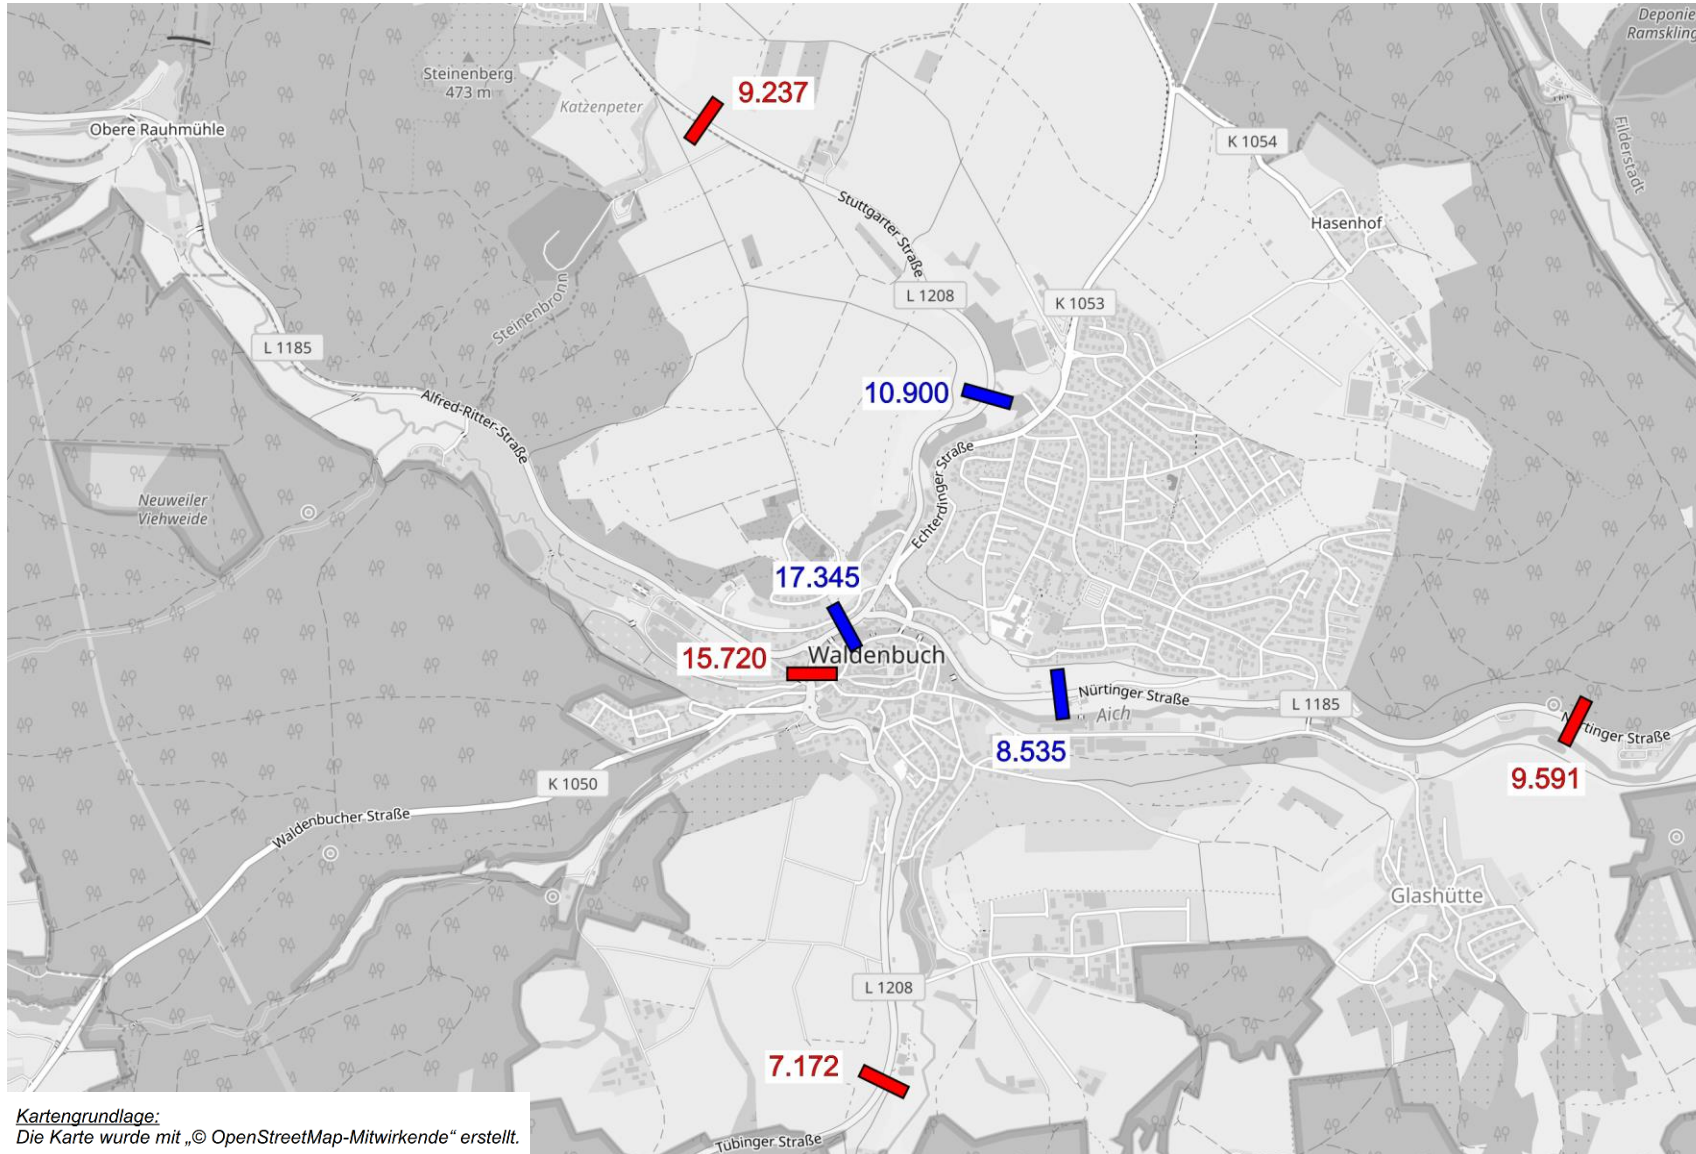 Deponie
Ramskling
Steinenberg
473 m
9.237
Katzenpeter
Obere Rauhmühle
K 1054
Filderstadt
Stuttgarter Straße
Hasenhof
Steinenbronn
L 1208
K 1053
L 1185
Alfred-Ritter-Straße
10.900
Echterdinger Straße
Neuweiler
Viehweide
17.345
15.720
Waldenbuch
Nürtinger Straße
Aich
L 1185
Nürtinger Straße
8.535
9.591
K 1050
Waldenbucher Straße
Glashütte
L 1208
7.172
Tübinger Straße
Kartengrundlage:
Die Karte wurde mit „© OpenStreetMap-Mitwirkende“ erstellt.